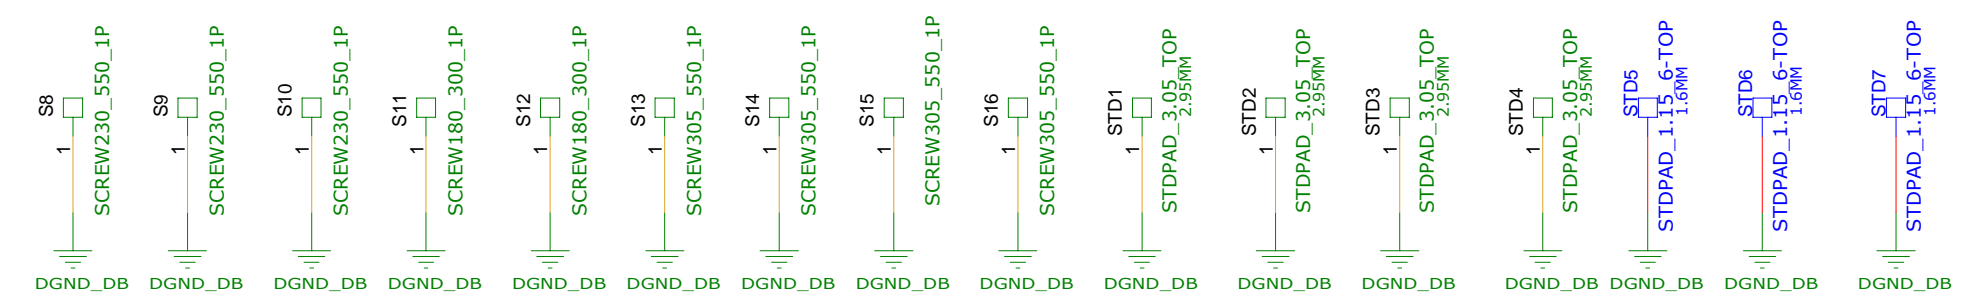 S8
1
SCREW230_550_1P
DGND_DB
S9
1
SCREW230_550_1P
DGND_DB
S10
1
SCREW230_550_1P
DGND_DB
S11
1
SCREW180_300_1P
DGND_DB
S12
1
SCREW180_300_1P
DGND_DB
S13
1
SCREW305_550_1P
DGND_DB
S14
1
SCREW305_550_1P
DGND_DB
S15
1
SCREW305_550_1P
DGND_DB
S16
1
SCREW305_550_1P
DGND_DB
STD1
1
STDPAD_3.05_TOP
2.95MM
DGND_DB
STD2
1
STDPAD_3.05_TOP
2.95MM
DGND_DB
STD3
1
STDPAD_3.05_TOP
2.95MM
DGND_DB
STD4
1
STDPAD_3.05_TOP
2.95MM
DGND_DB
STD5
STDPAD_1.15_6-TOP
1.6MM
DGND_DB
STD6
STDPAD_1.15_6-TOP
1.6MM
DGND_DB
STD7
STDPAD_1.15_6-TOP
1.6MM
DGND_DB